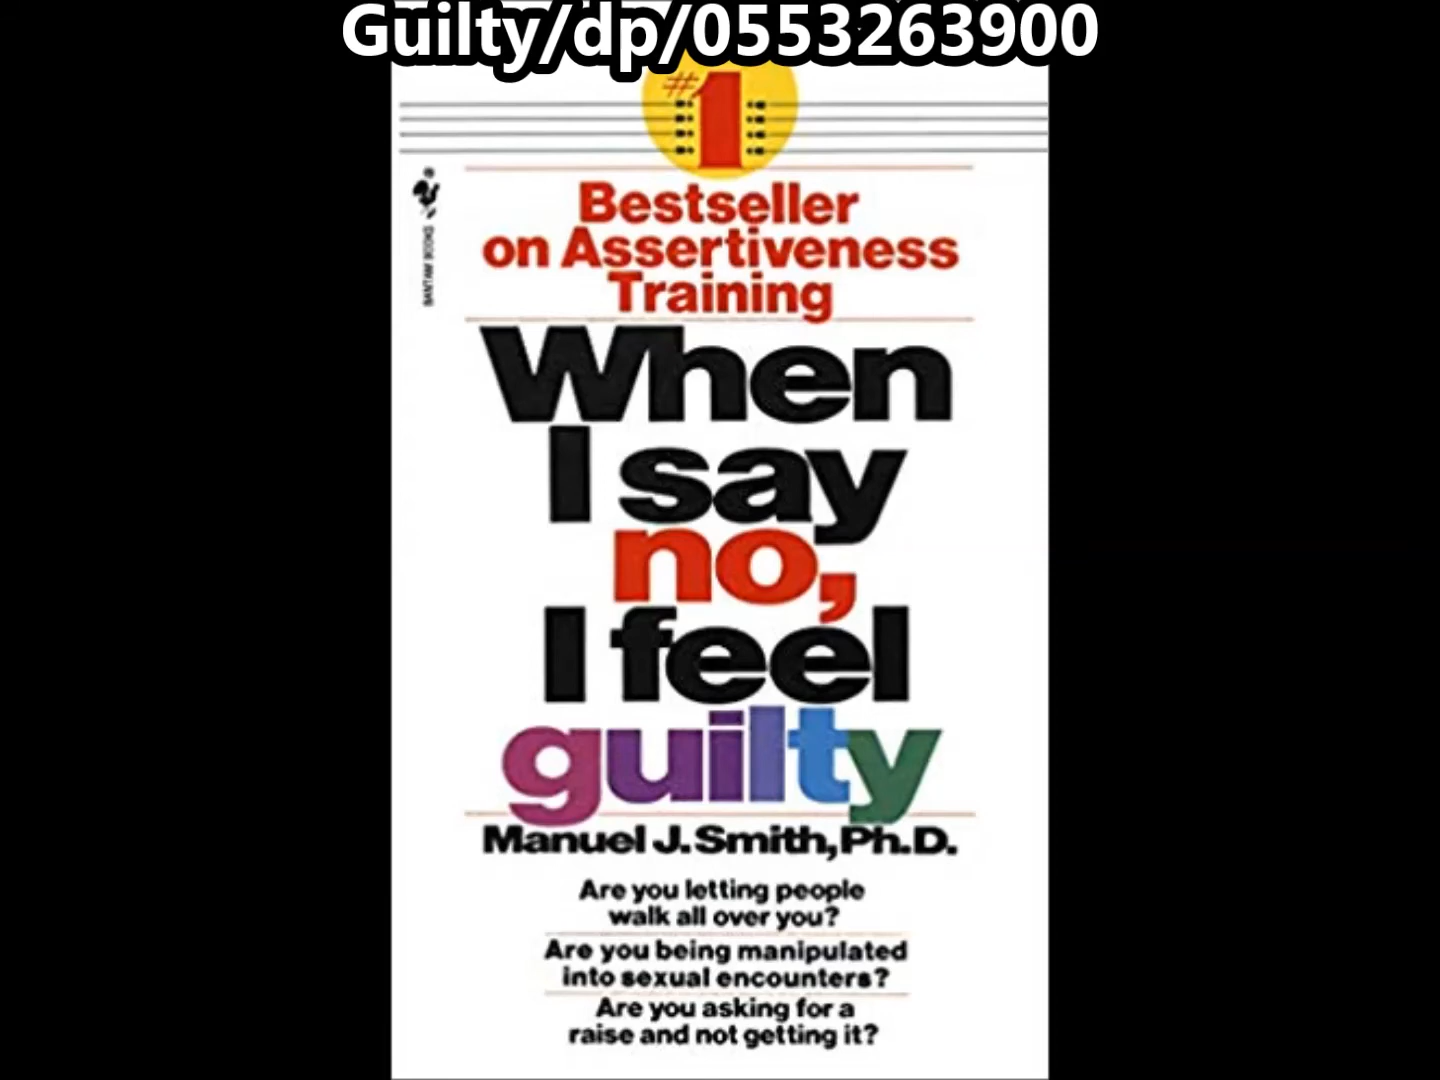 Guilty/dp/0553263900
#1
Bestseller
on Assertiveness
Training
BANTAM BOOKS
When
I say
no,
I feel
guilty
Manuel J. Smith, Ph.D.
Are you letting people
walk all over you?
Are you being manipulated
into sexual encounters?
Are you asking for a
raise and not getting it?